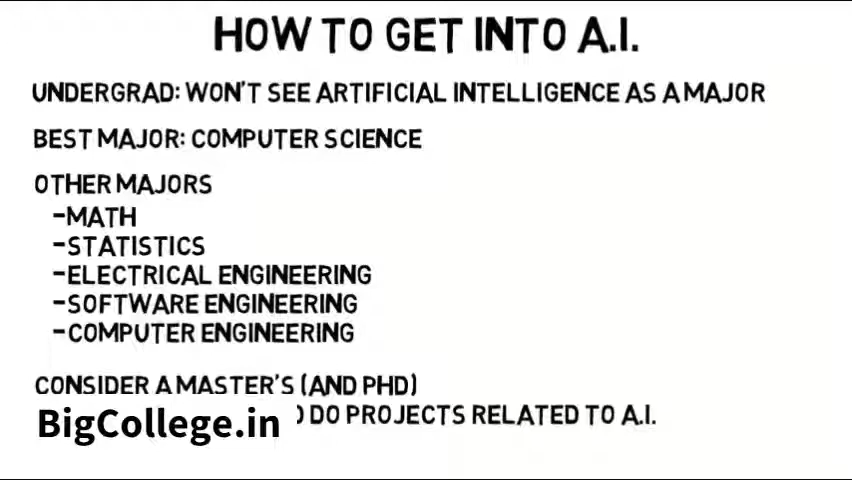 HOW TO GET INTO A.I.
UNDERGRAD: WON'T SEE ARTIFICIAL INTELLIGENCE AS A MAJOR
BEST MAJOR: COMPUTER SCIENCE
OTHER MAJORS
-MATH
-STATISTICS
-ELECTRICAL ENGINEERING
-SOFTWARE ENGINEERING
-COMPUTER ENGINEERING
CONSIDER A MASTER'S (AND PHD)
BigCollege.in DO PROJECTS RELATED TO A.I.